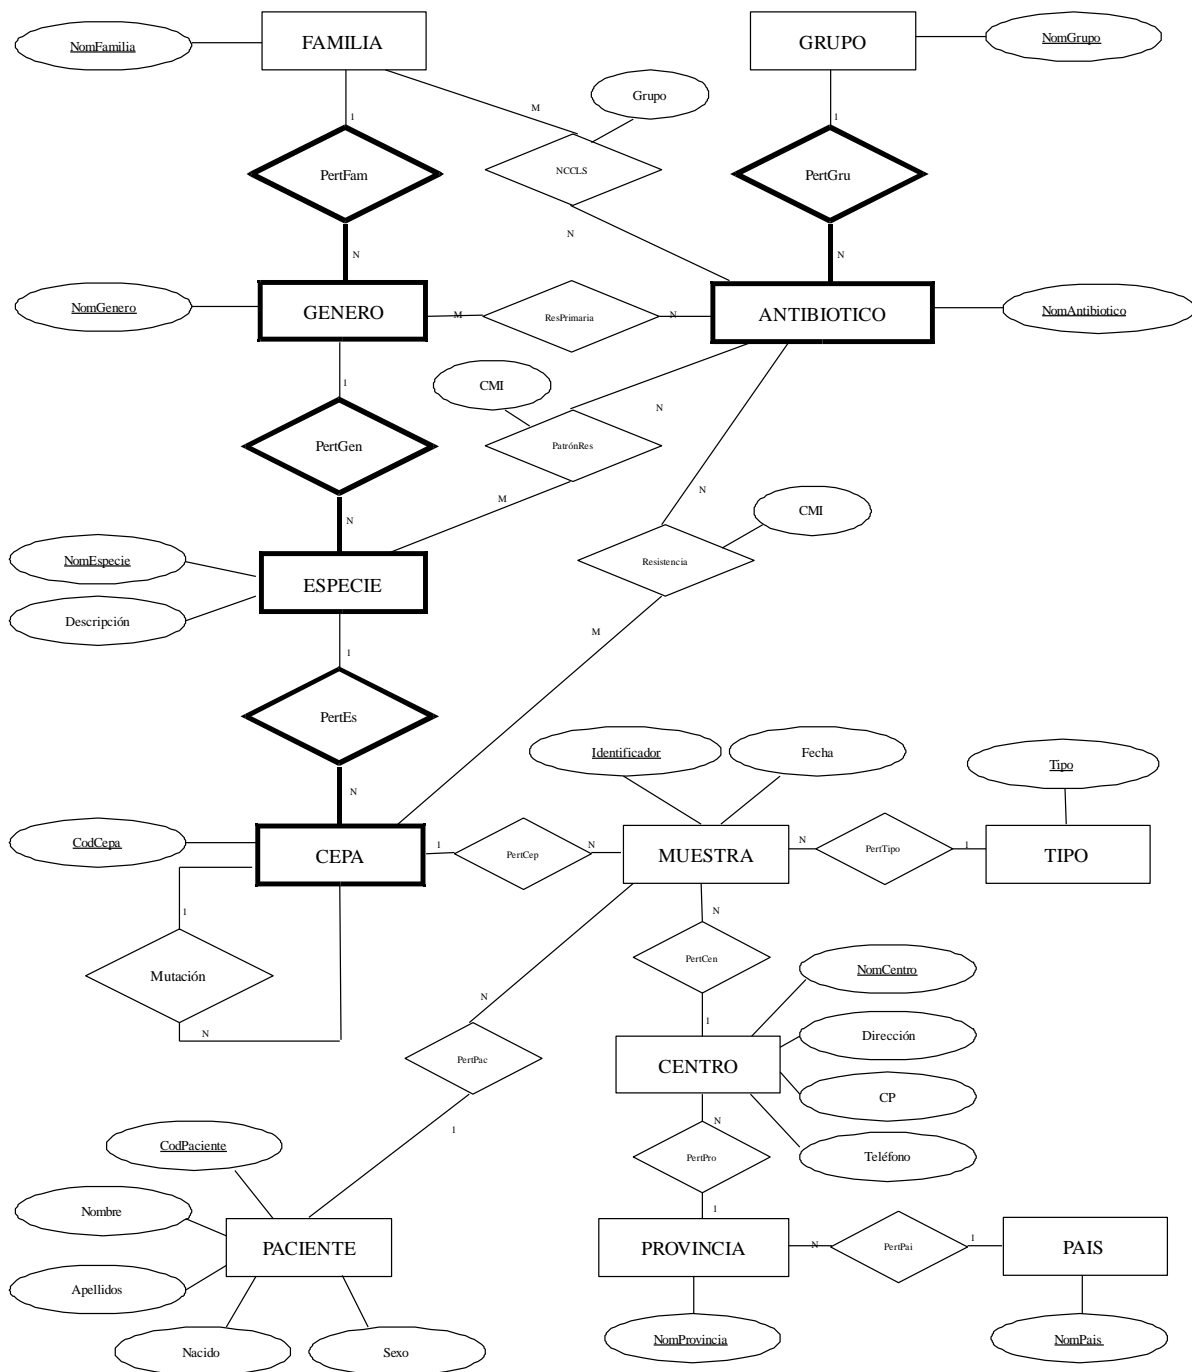 NomFamilia
FAMILIA
GRUPO
NomGrupo
M
Grupo
1
1
PertFam
NCCLS
PertGru
N
N
N
NomGenero
GENERO
M
ResPrimaria
N
ANTIBIOTICO
NomAntibiotico
1
CMI
N
PertGen
PatrónRes
M
N
CMI
N
NomEspecie
ESPECIE
Resistencia
Descripción
M
1
PertEs
Identificador
Fecha
Tipo
N
CodCepa
CEPA
1
PertCep
N
MUESTRA
N
PertTipo
1
TIPO
1
N
Mutación
PertCen
NomCentro
N
N
1
Dirección
PertPac
CENTRO
CP
1
N
CodPaciente
PertPro
Teléfono
Nombre
1
PACIENTE
PROVINCIA
N
PertPai
1
PAIS
Apellidos
Nacido
Sexo
NomProvincia
NomPais